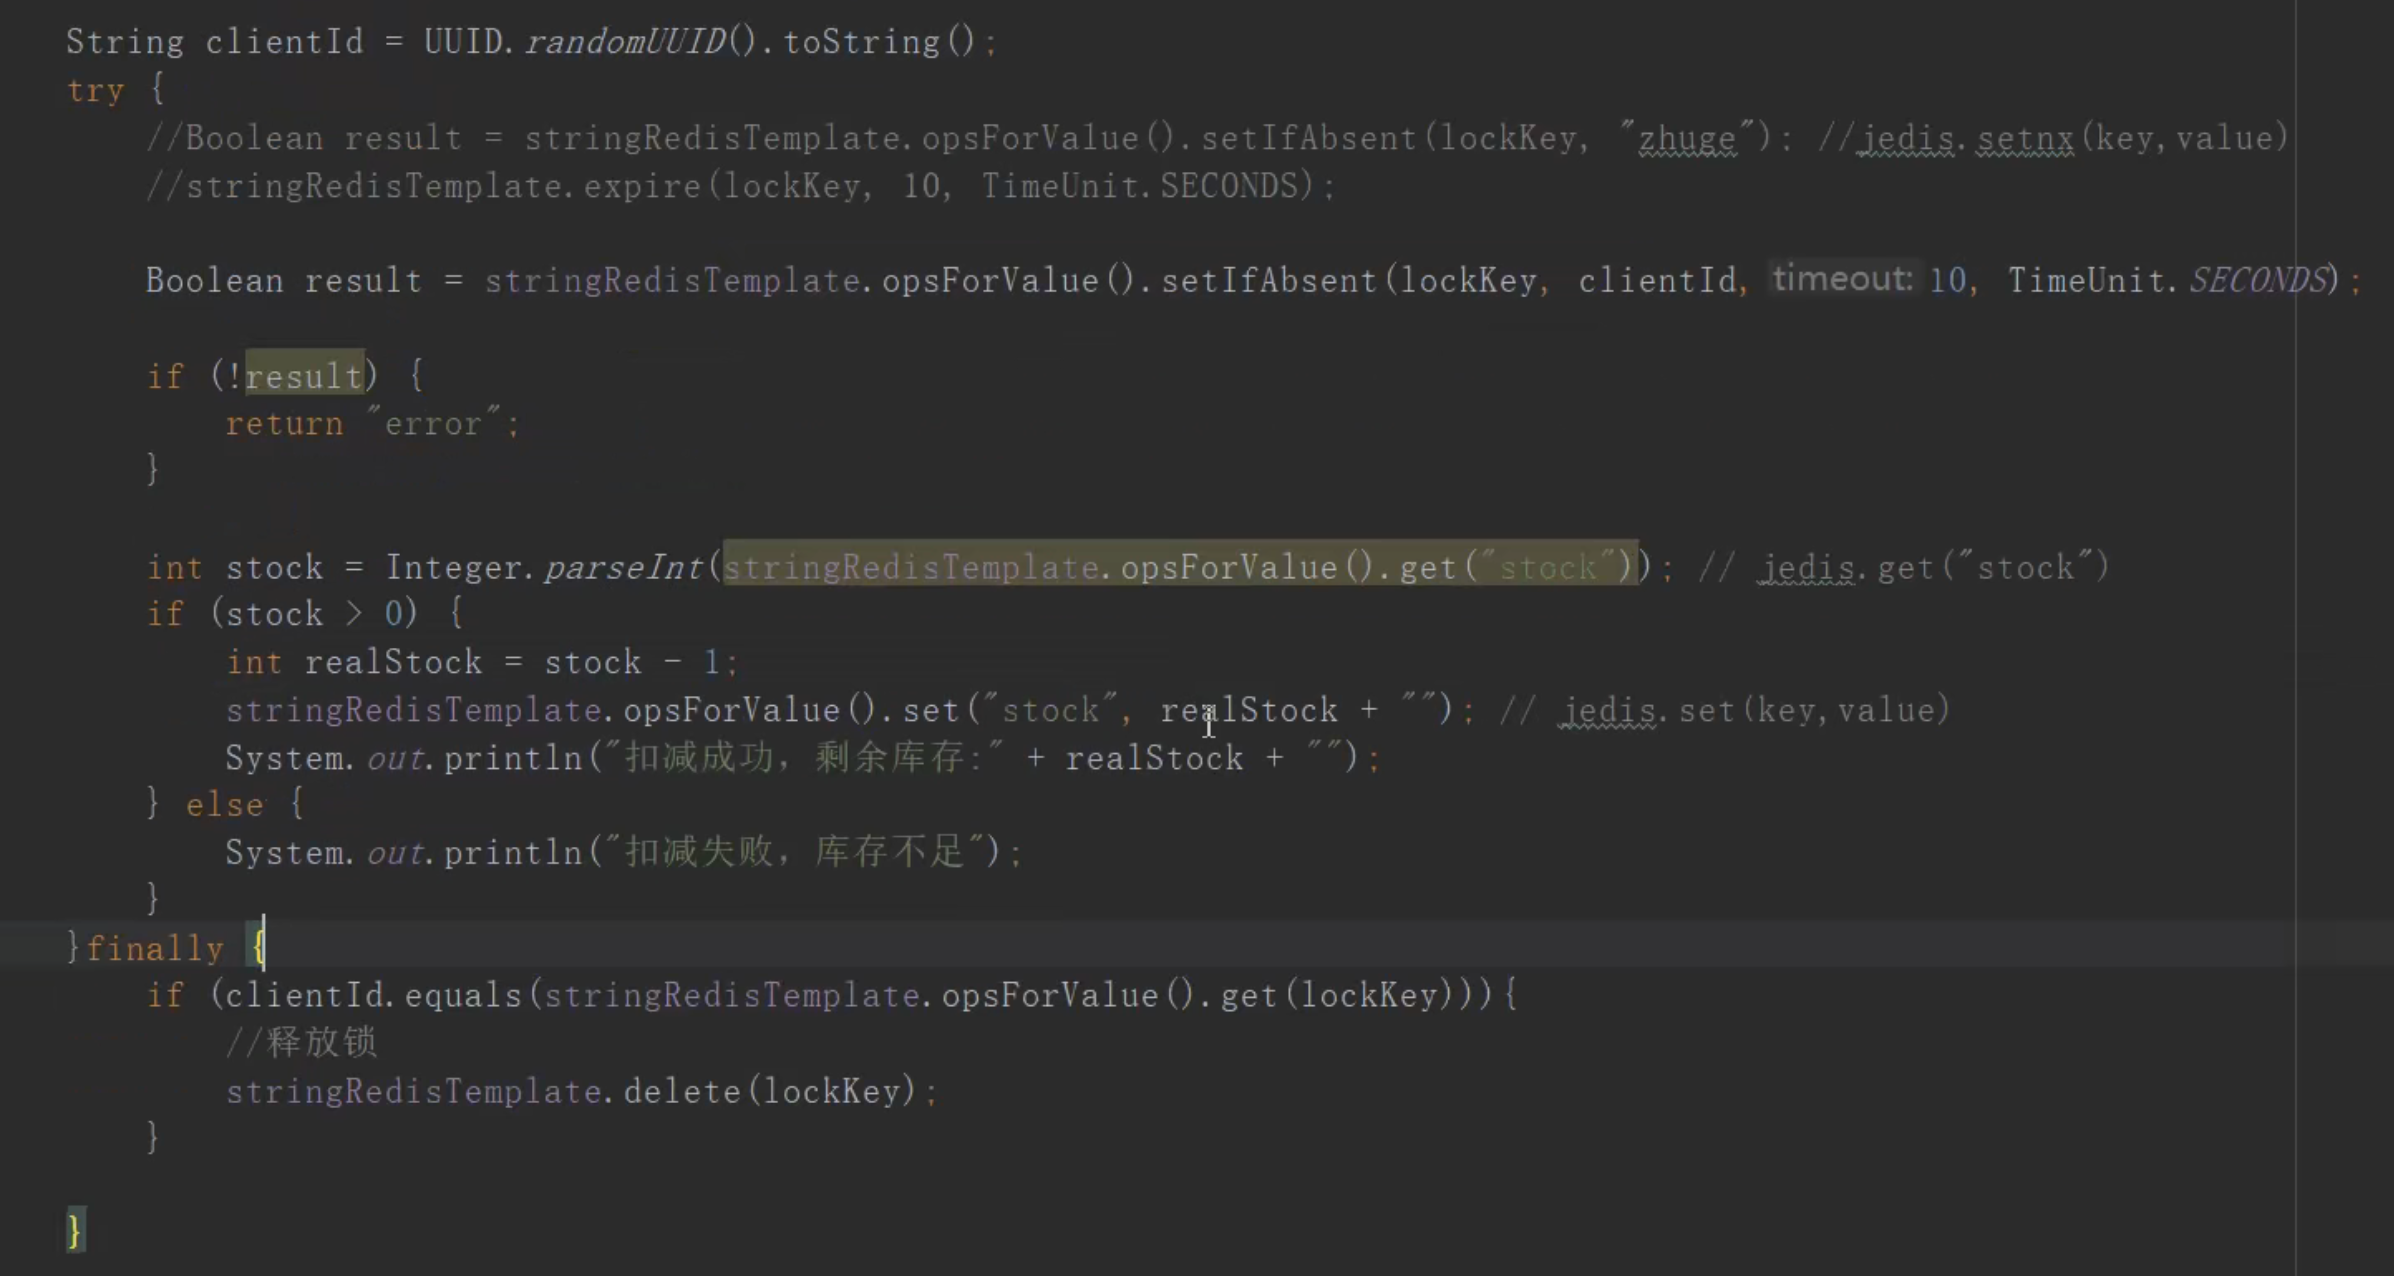 String clientId = UUID.randomUUID().toString();
try {
//Boolean result = stringRedisTemplate.opsForValue().setIfAbsent(lockKey, "zhuge"); //jedis.setnx(key,value)
//stringRedisTemplate.expire(lockKey, 10, TimeUnit.SECONDS);
Boolean result = stringRedisTemplate.opsForValue().setIfAbsent(lockKey, clientId, timeout: 10, TimeUnit.SECONDS);
if (!result) {
return "error";
}
int stock = Integer.parseInt(stringRedisTemplate.opsForValue().get("stock")); // jedis.get("stock")
if (stock > 0) {
int realStock = stock - 1;
stringRedisTemplate.opsForValue().set("stock", realStock + ""); // jedis.set(key,value)
System.out.println("扣减成功，剩余库存:" + realStock + "");
} else {
System.out.println("扣减失败，库存不足");
}
}finally {
if (clientId.equals(stringRedisTemplate.opsForValue().get(lockKey))){
//释放锁
stringRedisTemplate.delete(lockKey);
}
}